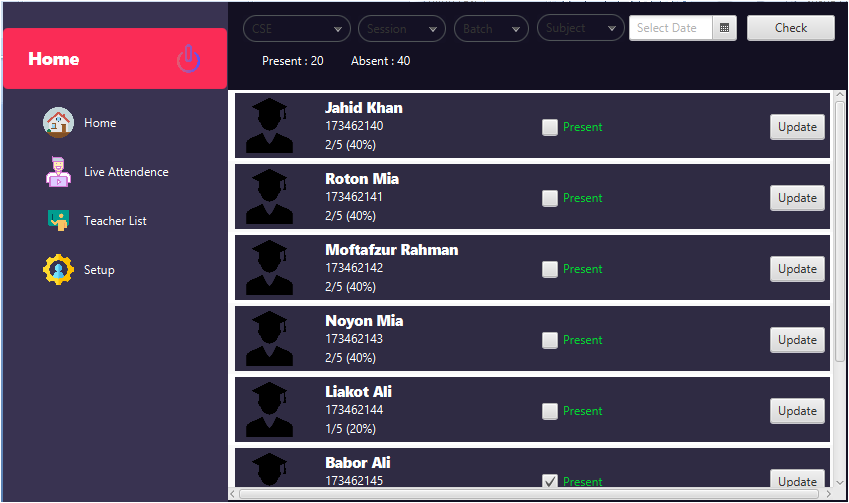 CSE
Session
Batch
Subject
Select Date
Check
Home
Present : 20
Absent : 40
Home
Live Attendence
Teacher List
Setup
Jahid Khan
173462140
2/5 (40%)
Present
Update
Roton Mia
173462141
2/5 (40%)
Present
Update
Moftafzur Rahman
173462142
2/5 (40%)
Present
Update
Noyon Mia
173462143
2/5 (40%)
Present
Update
Liakot Ali
173462144
1/5 (20%)
Present
Update
Babor Ali
173462145
Present
Update